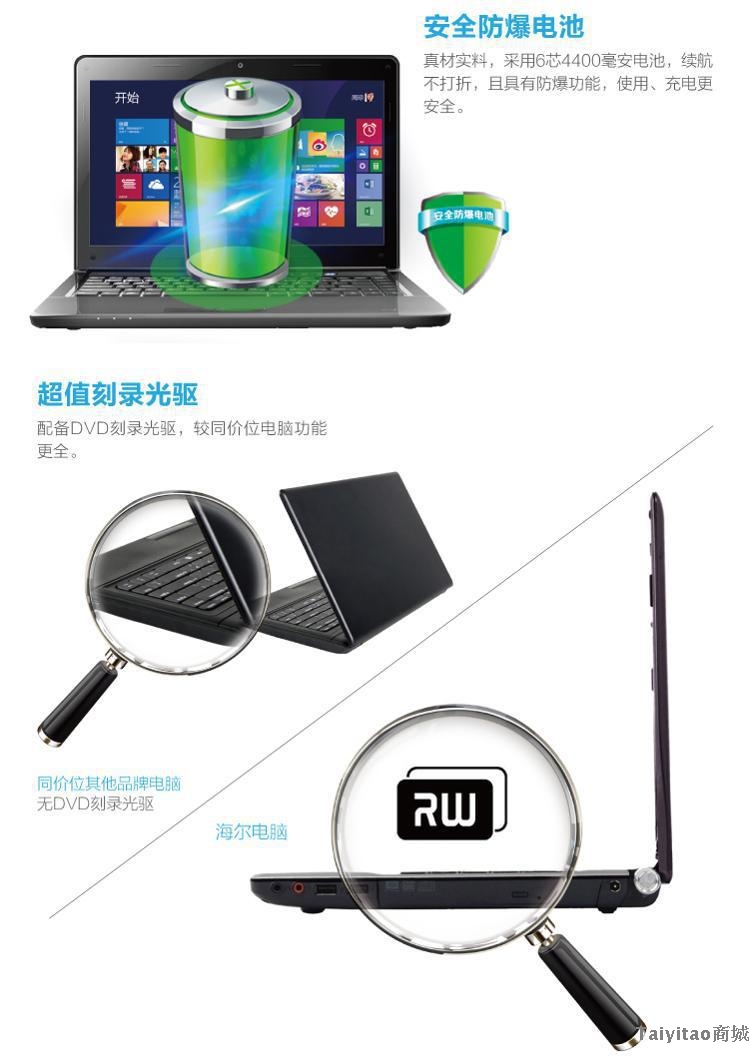 安全防爆电池
真材实料，采用6芯4400毫安电池，续航
不打折，且具有防爆功能，使用、充电更
安全。
开始
安全防爆电池
超值刻录光驱
配备DVD刻录光驱，较同价位电脑功能
更全。
同价位其他品牌电脑
无DVD刻录光驱
RW
海尔电脑
Taiyitao商城